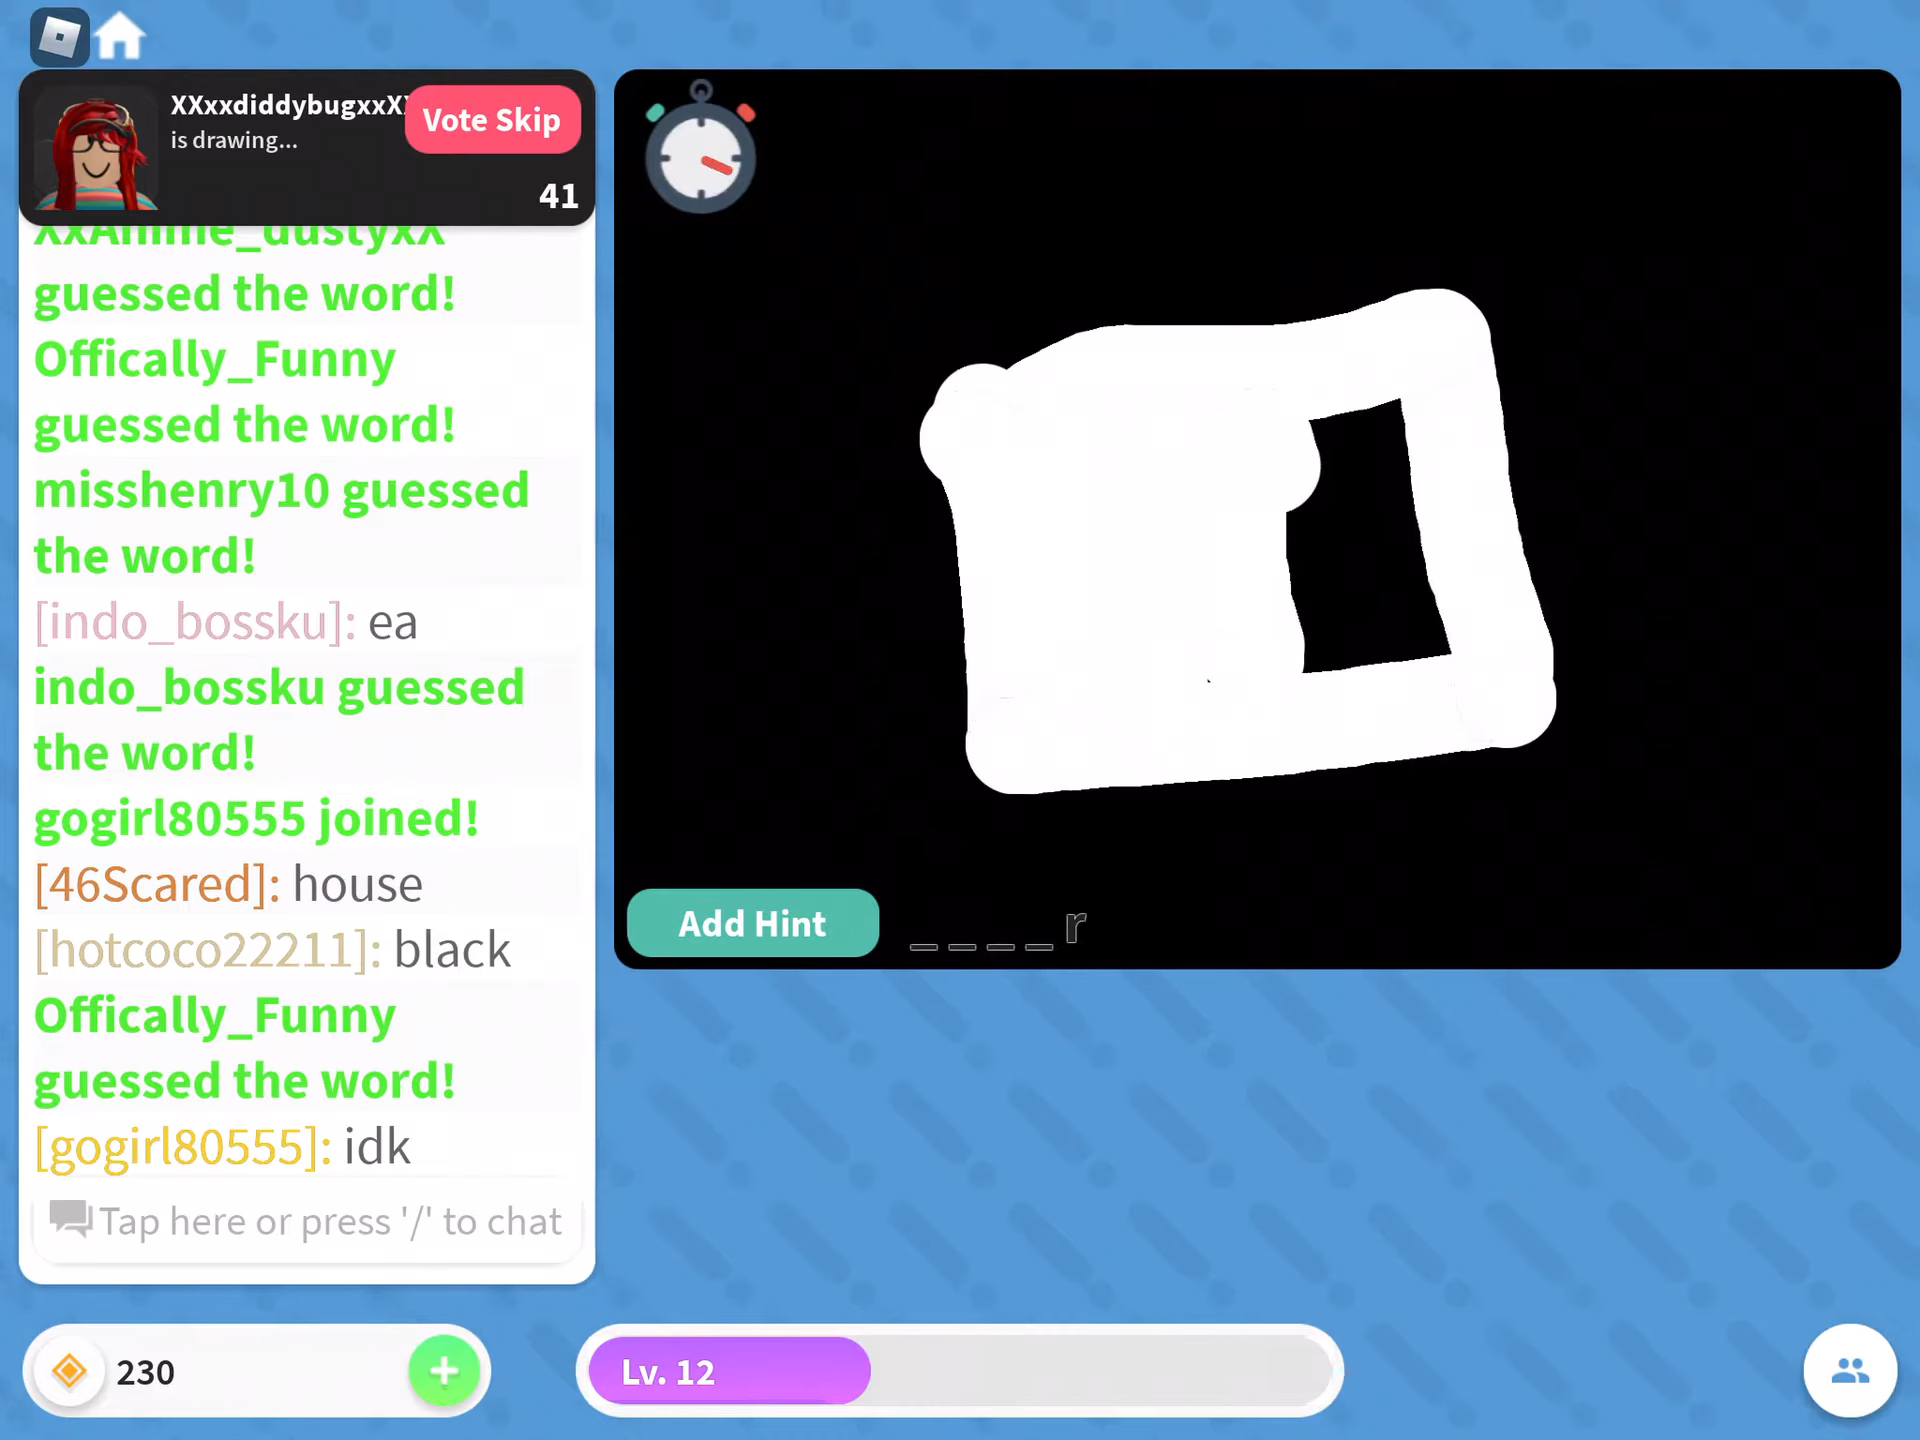 XXxxdiddybugxxX
is drawing...
Vote Skip
41
XxAnime_dustyxX
guessed the word!
Offically_Funny
guessed the word!
misshenry10 guessed
the word!
[indo_bossku]: ea
indo_bossku guessed
the word!
gogirl80555 joined!
[46Scared]: house
[hotcoco22211]: black
Offically_Funny
guessed the word!
[gogirl80555]: idk
Tap here or press '/' to chat
Add Hint
_ _ _ _ r
230
Lv. 12